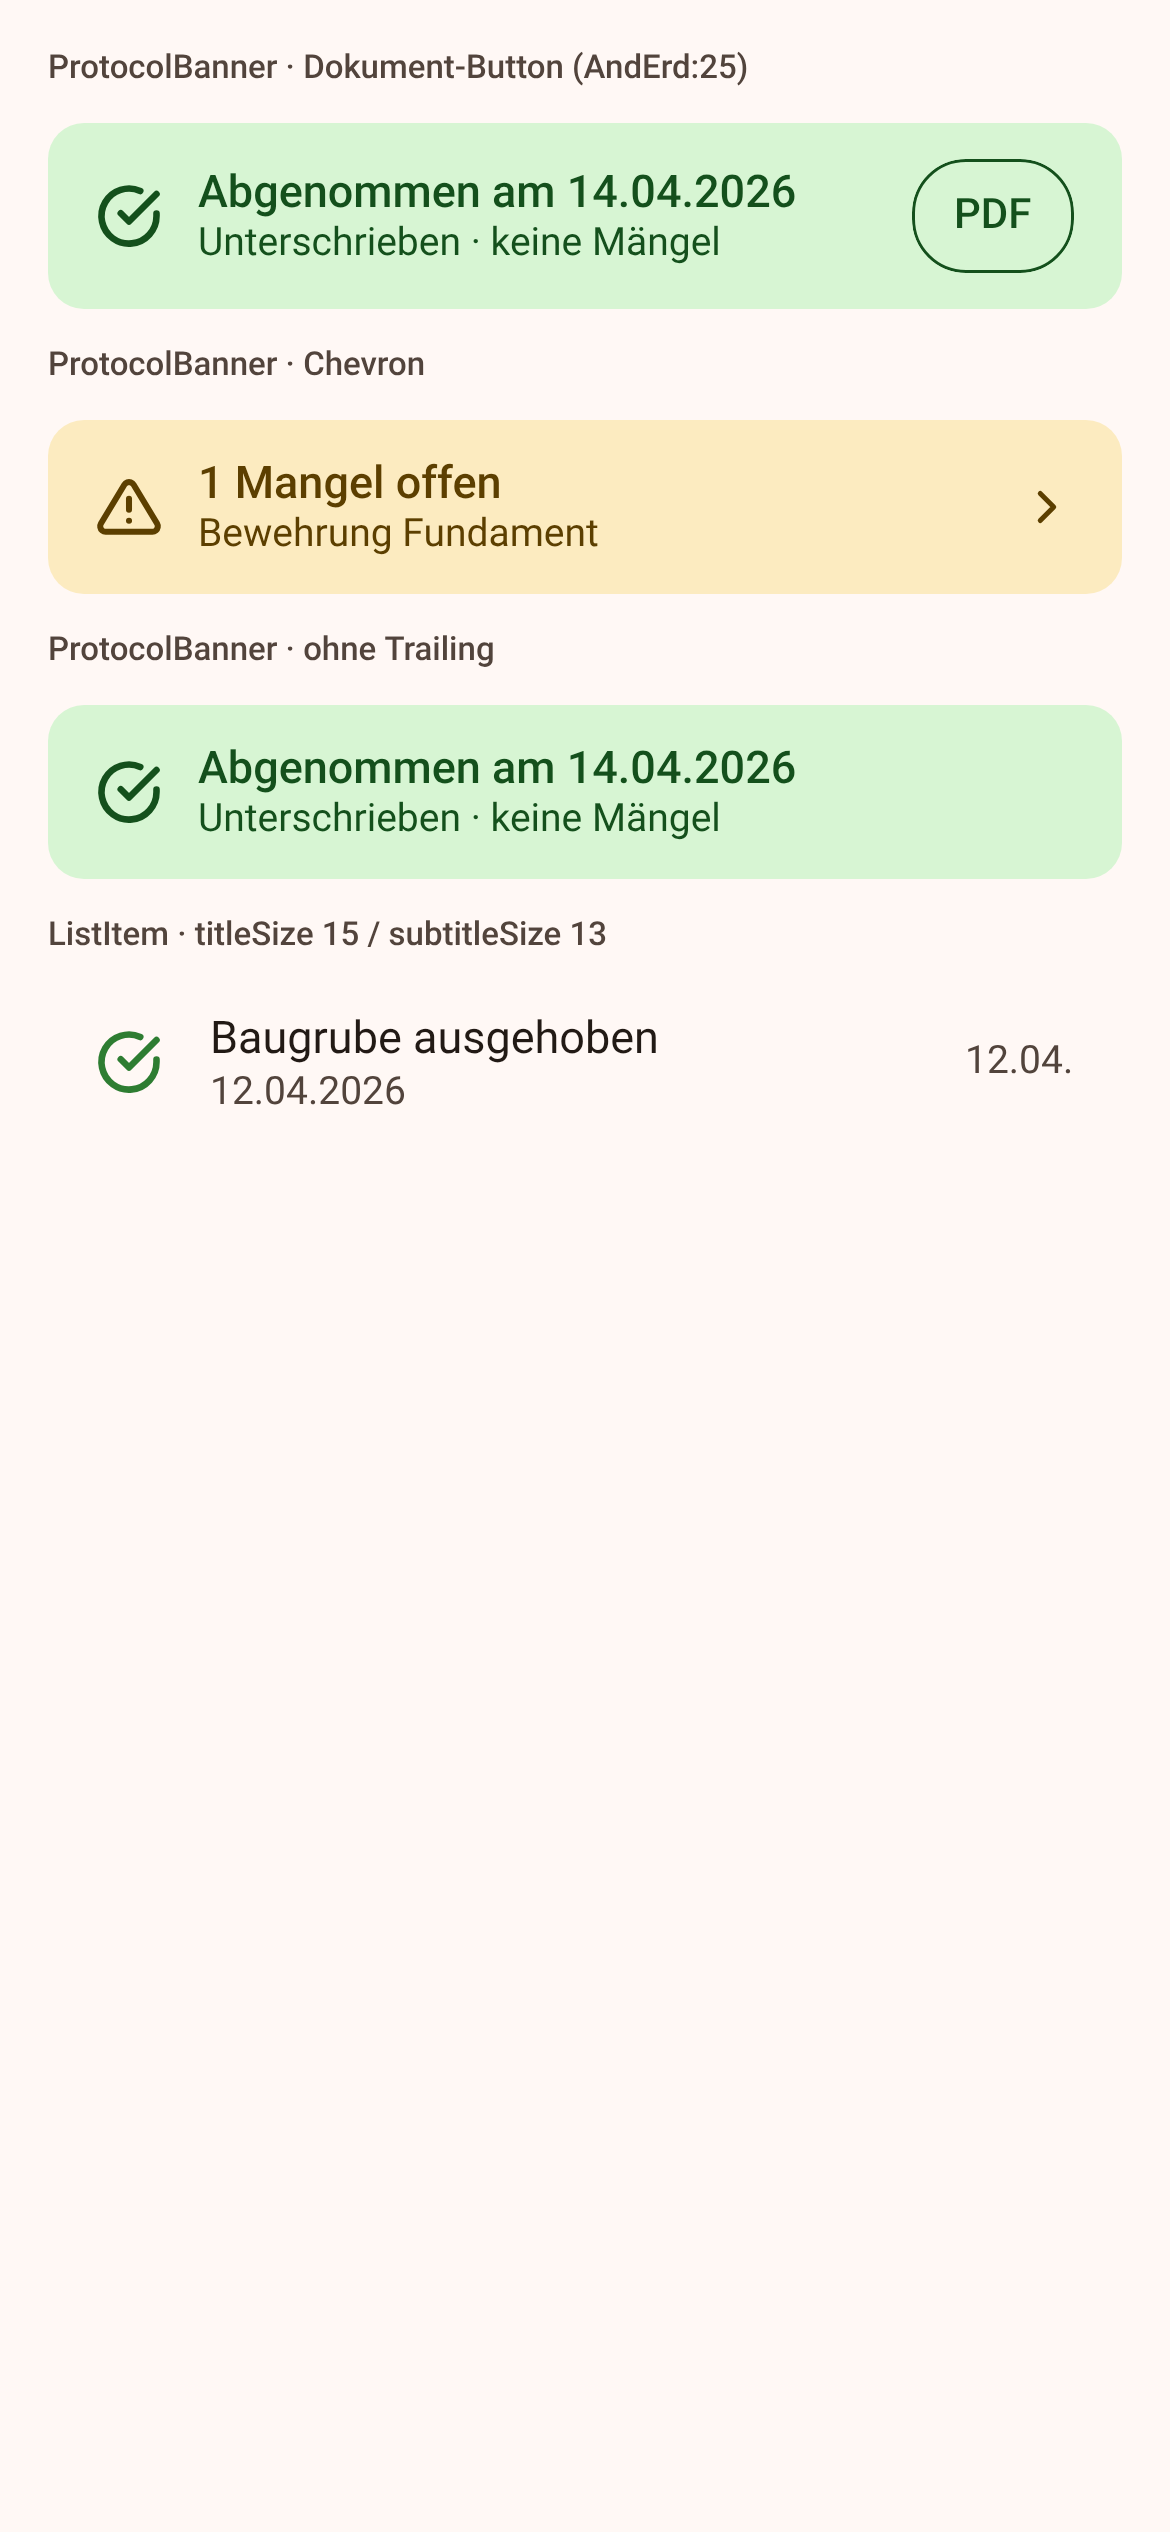 ProtocolBanner · Dokument-Button (AndErd:25)
Abgenommen am 14.04.2026
Unterschrieben · keine Mängel
PDF
ProtocolBanner · Chevron
1 Mangel offen
Bewehrung Fundament
ProtocolBanner · ohne Trailing
Abgenommen am 14.04.2026
Unterschrieben · keine Mängel
ListItem · titleSize 15 / subtitleSize 13
Baugrube ausgehoben
12.04.2026
12.04.